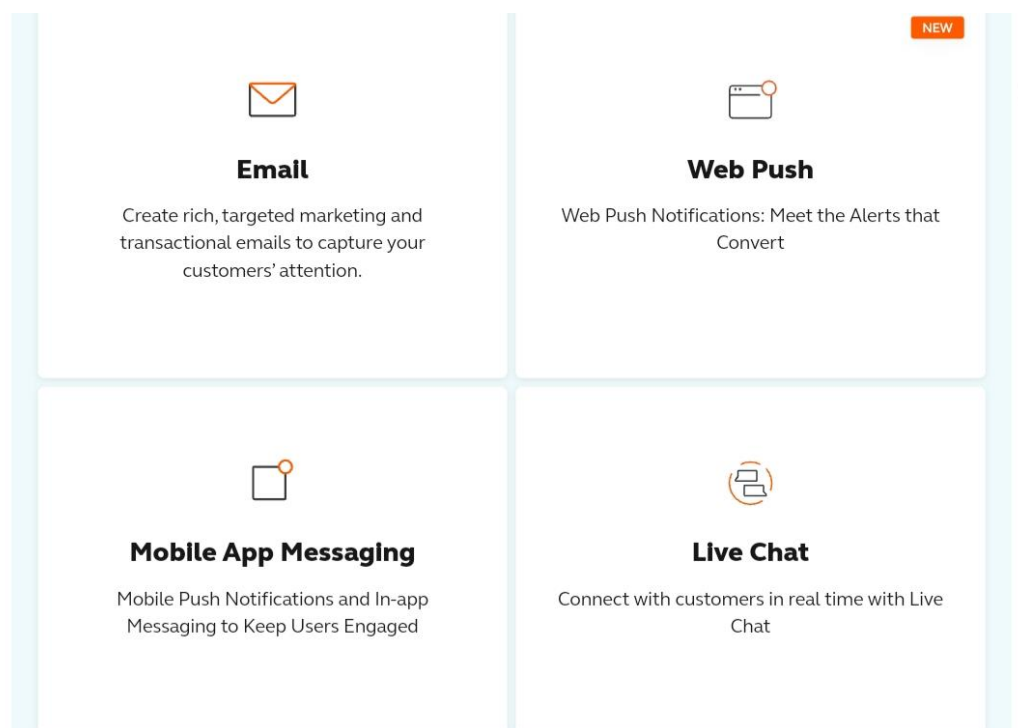 NEW
Email
Create rich, targeted marketing and
transactional emails to capture your
customers’ attention.
Web Push
Web Push Notifications: Meet the Alerts that
Convert
Mobile App Messaging
Mobile Push Notifications and In-app
Messaging to Keep Users Engaged
Live Chat
Connect with customers in real time with Live
Chat